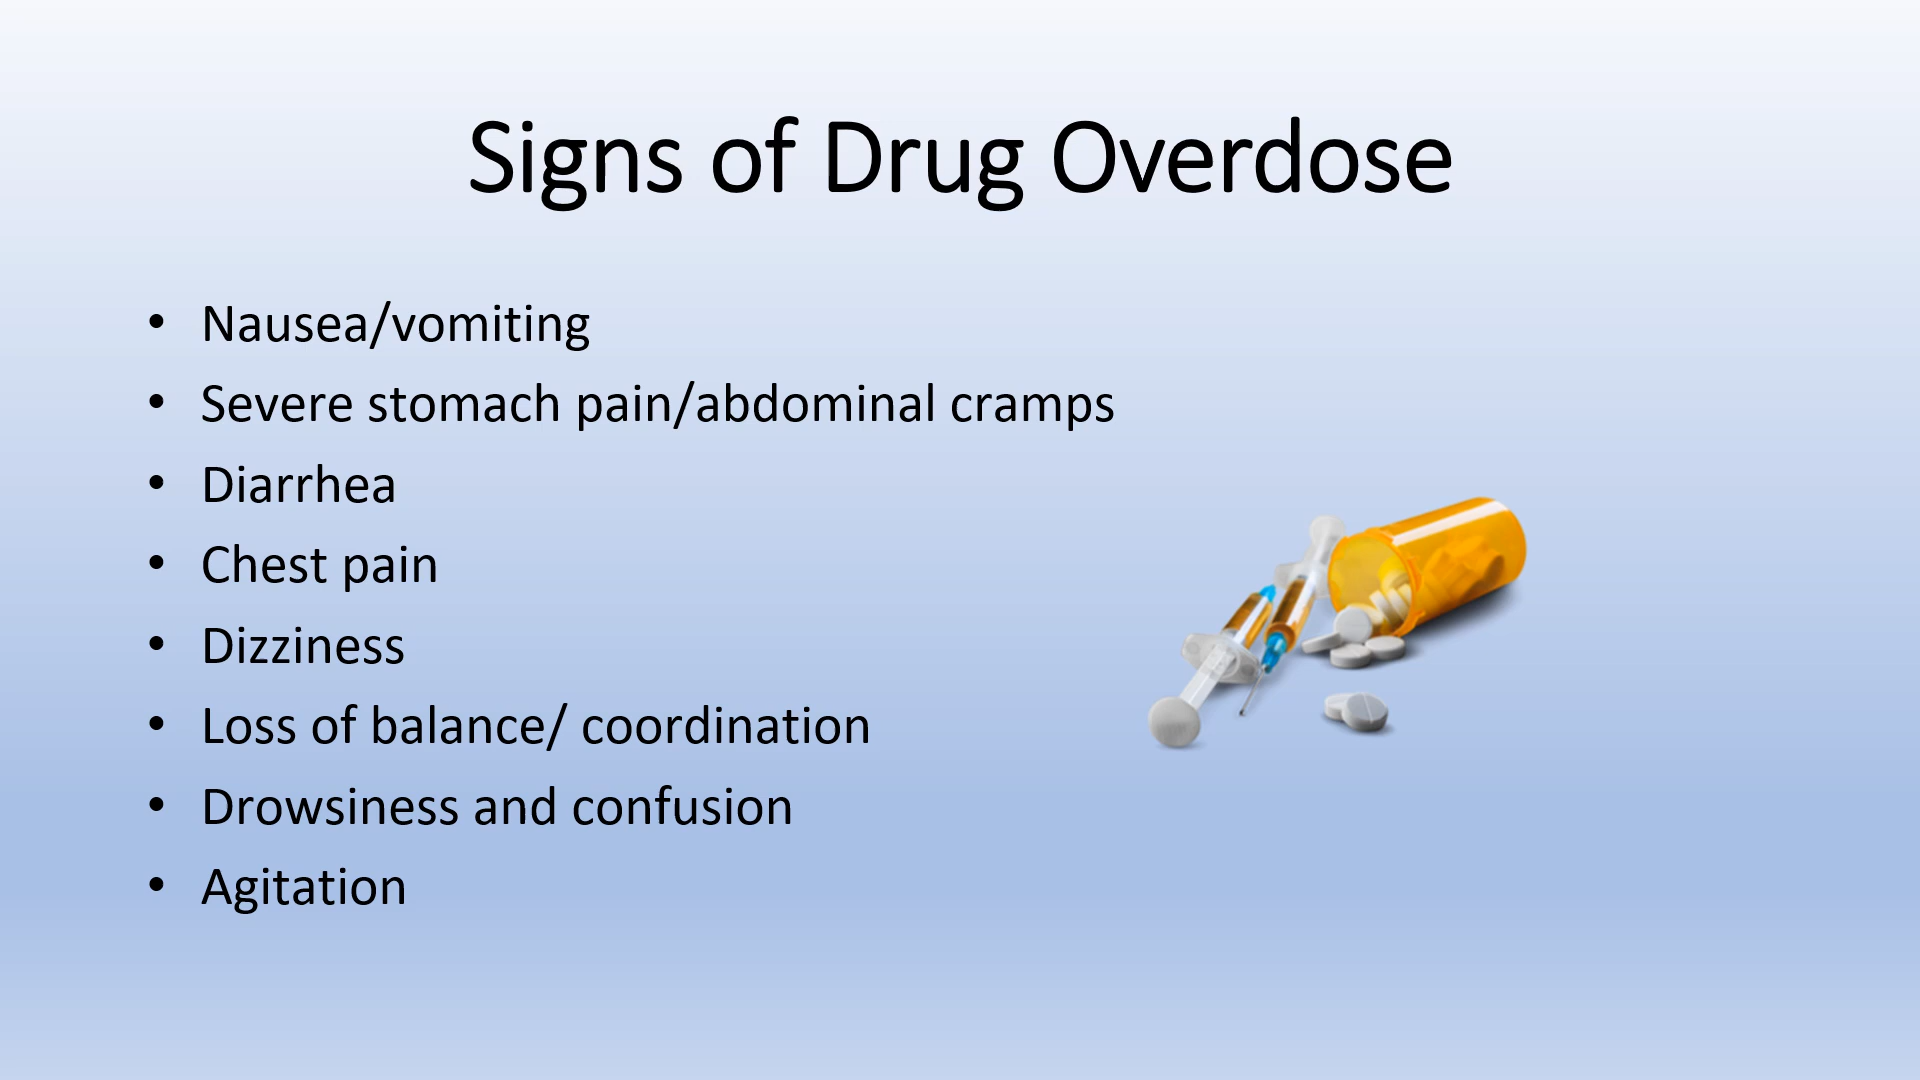 Signs of Drug Overdose
• Nausea/vomiting
• Severe stomach pain/abdominal cramps
• Diarrhea
• Chest pain
• Dizziness
• Loss of balance/ coordination
• Drowsiness and confusion
• Agitation